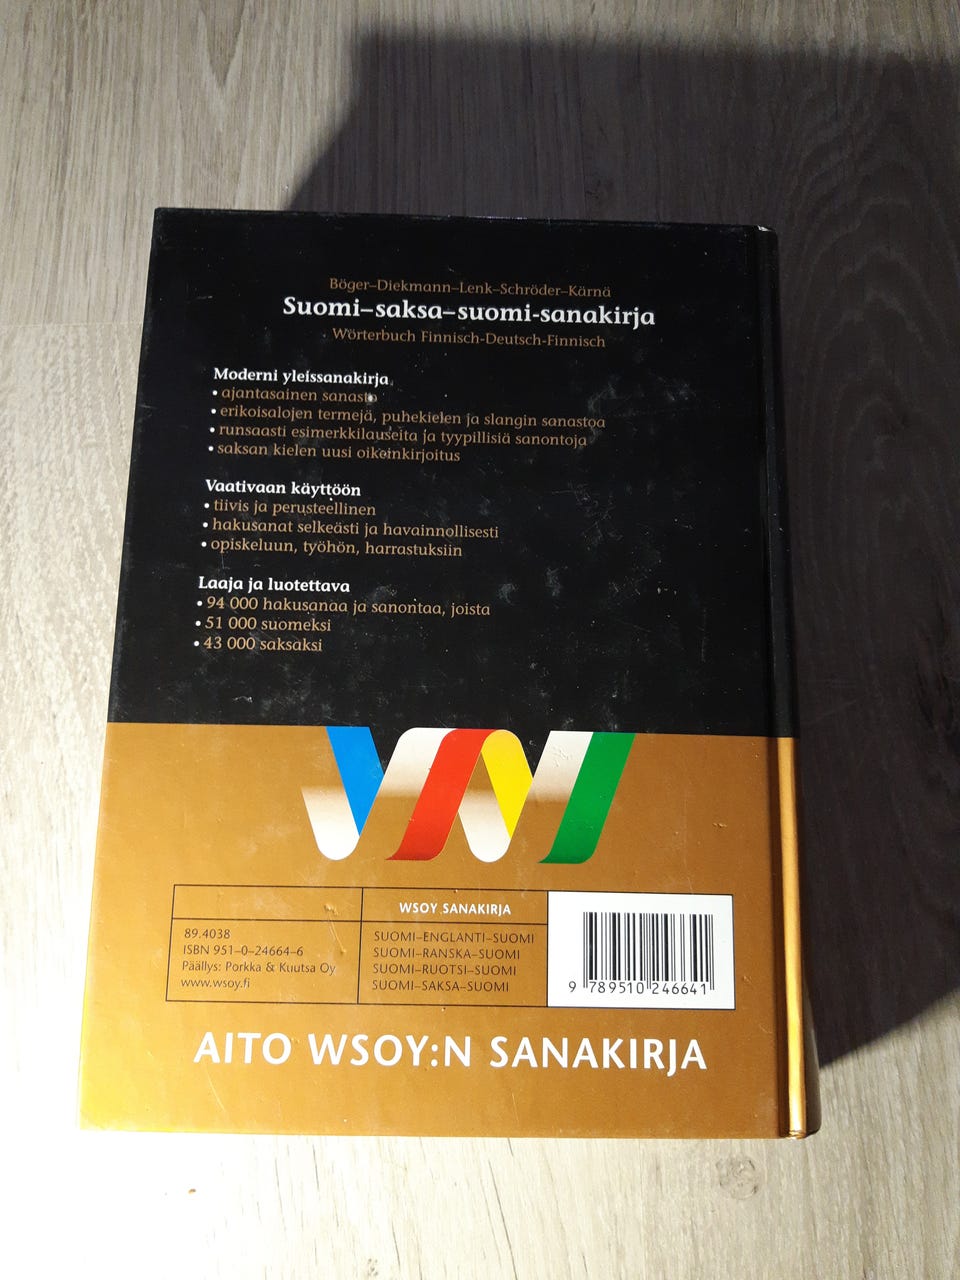 Böger–Diekmann–Lenk–Schröder–Kärnä
Suomi–saksa–suomi-sanakirja
Wörterbuch Finnisch-Deutsch-Finnisch
Moderni yleissanakirja
• ajantasainen sanasto
• erikoisalojen termejä, puhekielen ja slangin sanastoa
• runsaasti esimerkkilauseita ja tyypillisiä sanontoja
• saksan kielen uusi oikeinkirjoitus
Vaativaan käyttöön
• tiivis ja perusteellinen
• hakusanat selkeästi ja havainnollisesti
• opiskeluun, työhön, harrastuksiin
Laaja ja luotettava
• 94 000 hakusanaa ja sanontaa, joista
• 51 000 suomeksi
• 43 000 saksaksi
89.4038
ISBN 951–0–24664–6
Päällys: Porkka & Kuutsa Oy
www.wsoy.fi
WSOY SANAKIRJA
SUOMI–ENGLANTI–SUOMI
SUOMI–RANSKA–SUOMI
SUOMI–RUOTSI–SUOMI
SUOMI–SAKSA–SUOMI
9 789510 246641
AITO WSOY:N SANAKIRJA